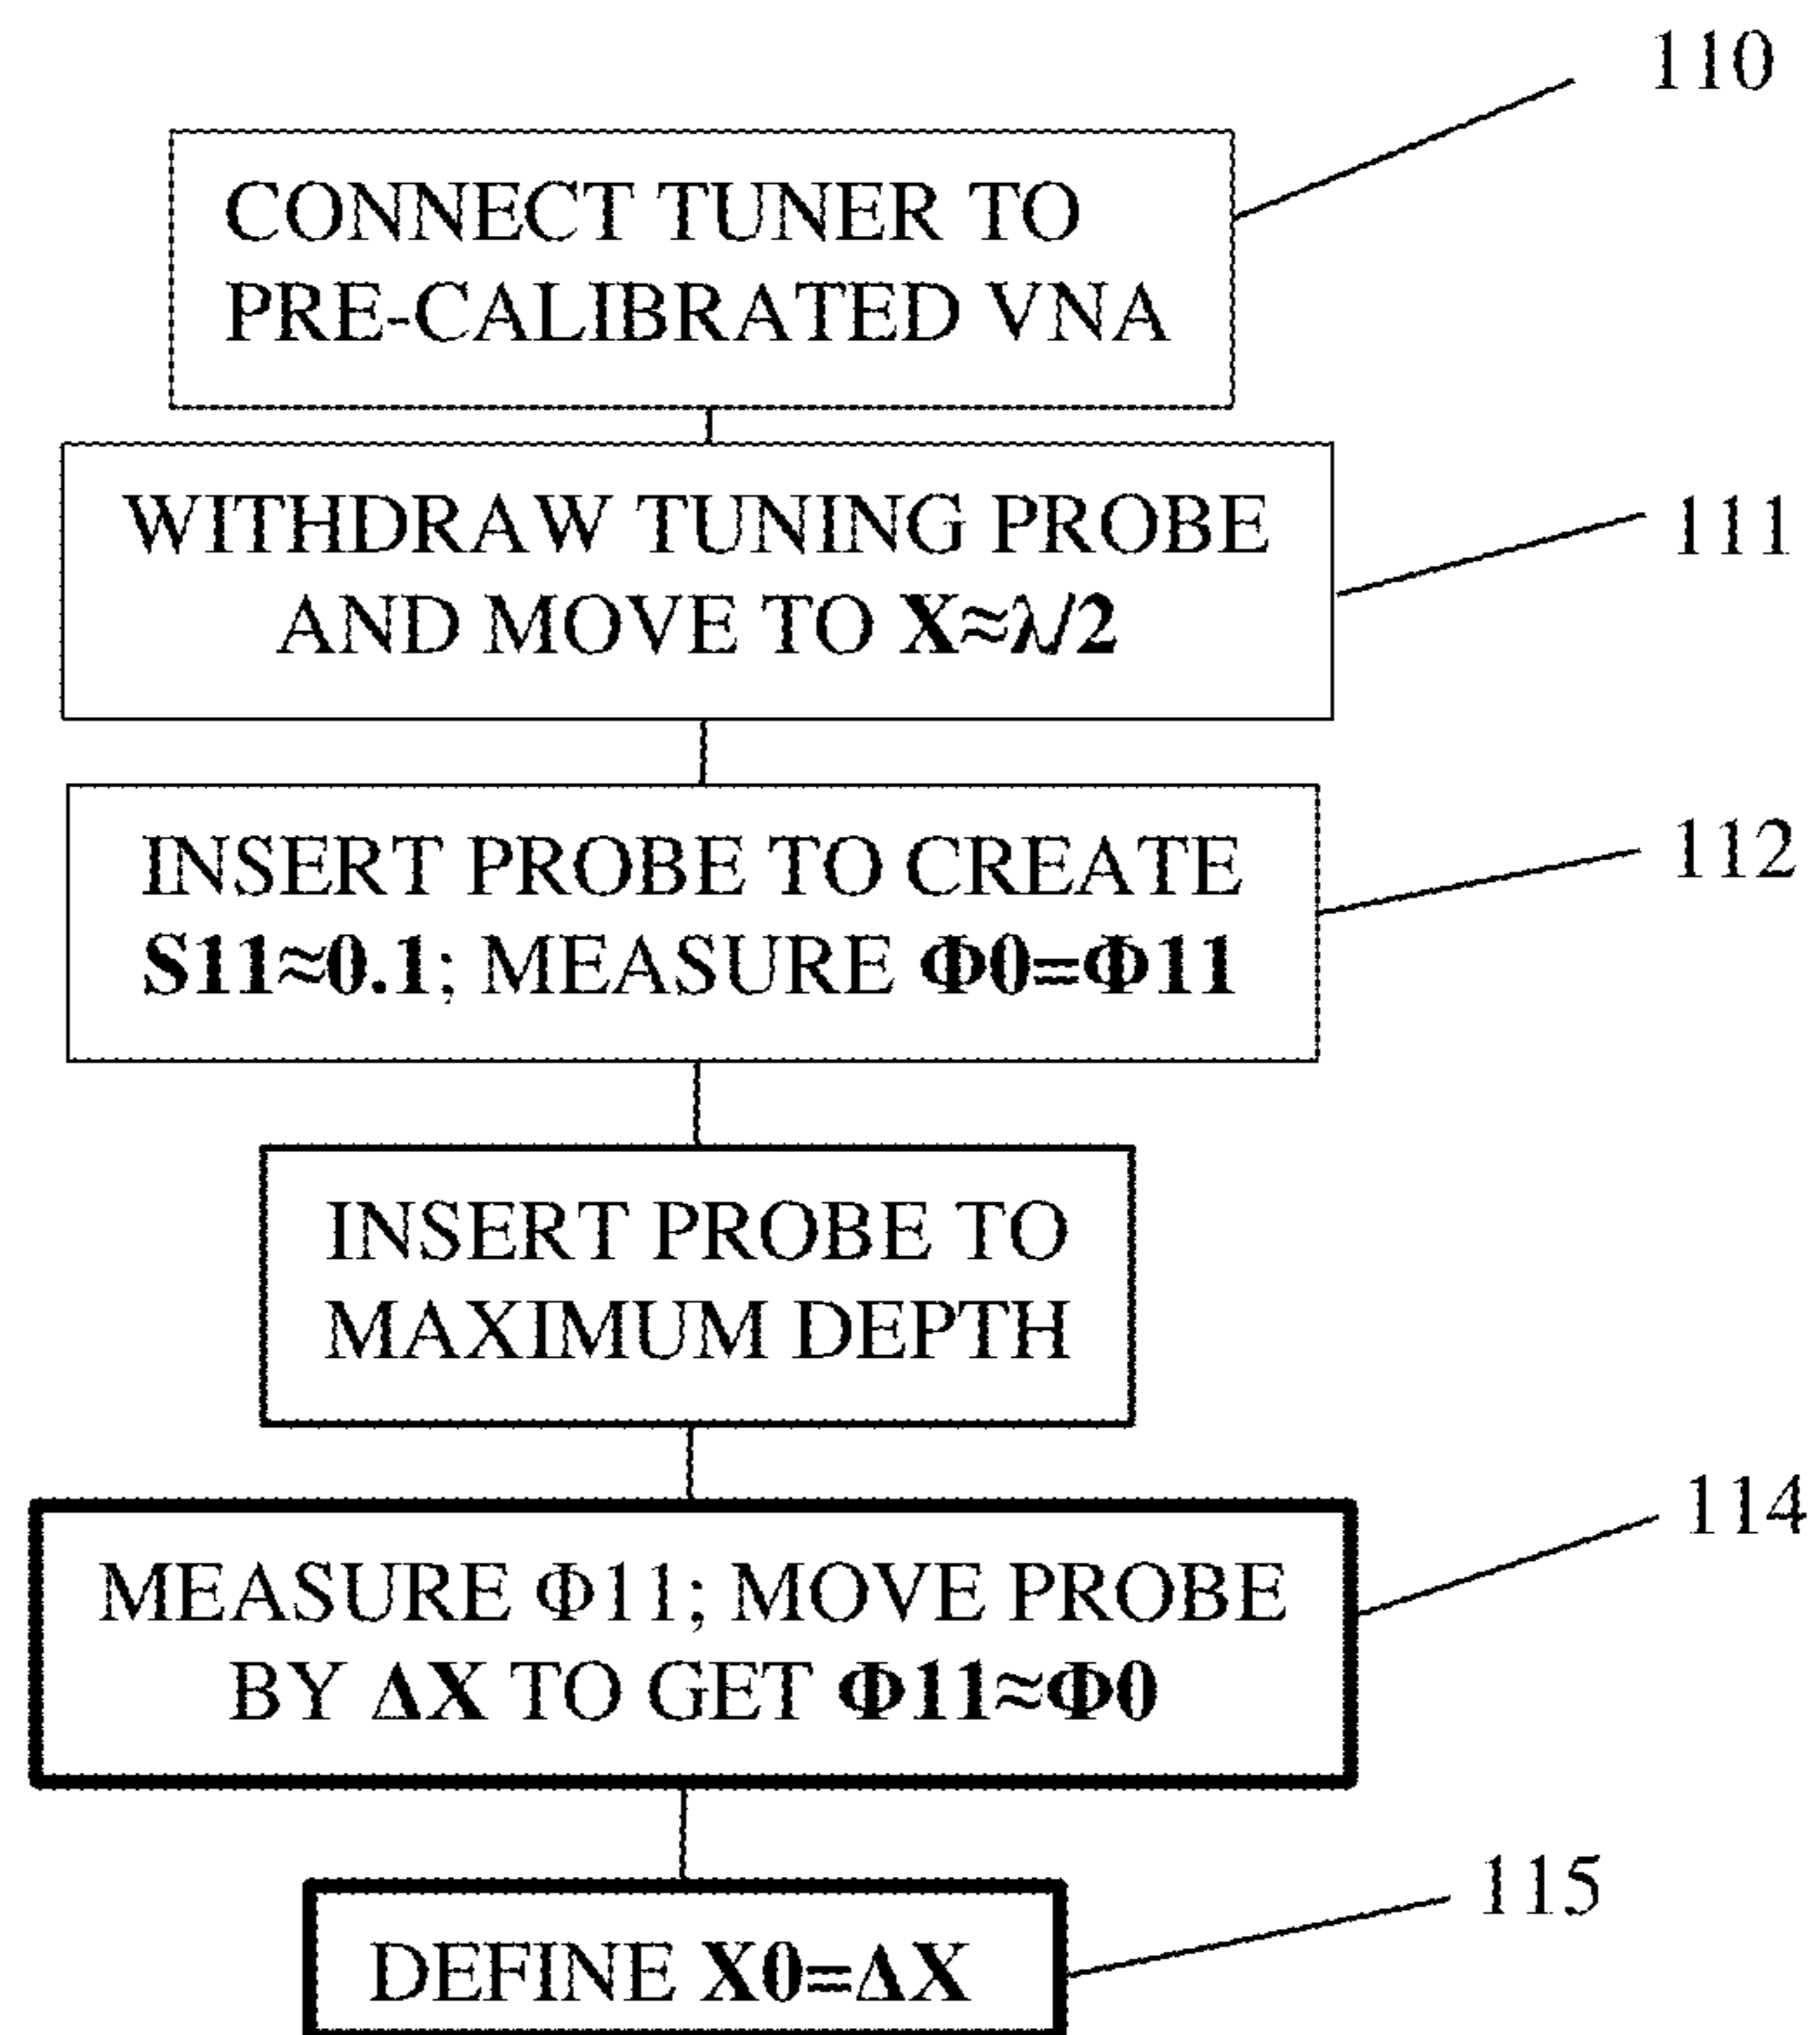 110
CONNECT TUNER TO
PRE-CALIBRATED VNA
WITHDRAW TUNING PROBE
AND MOVE TO X≈λ/2
111
INSERT PROBE TO CREATE
S11≈0.1; MEASURE Φ0=Φ11
112
INSERT PROBE TO
MAXIMUM DEPTH
MEASURE Φ11; MOVE PROBE
BY ΔX TO GET Φ11≈Φ0
114
DEFINE X0=ΔX
115